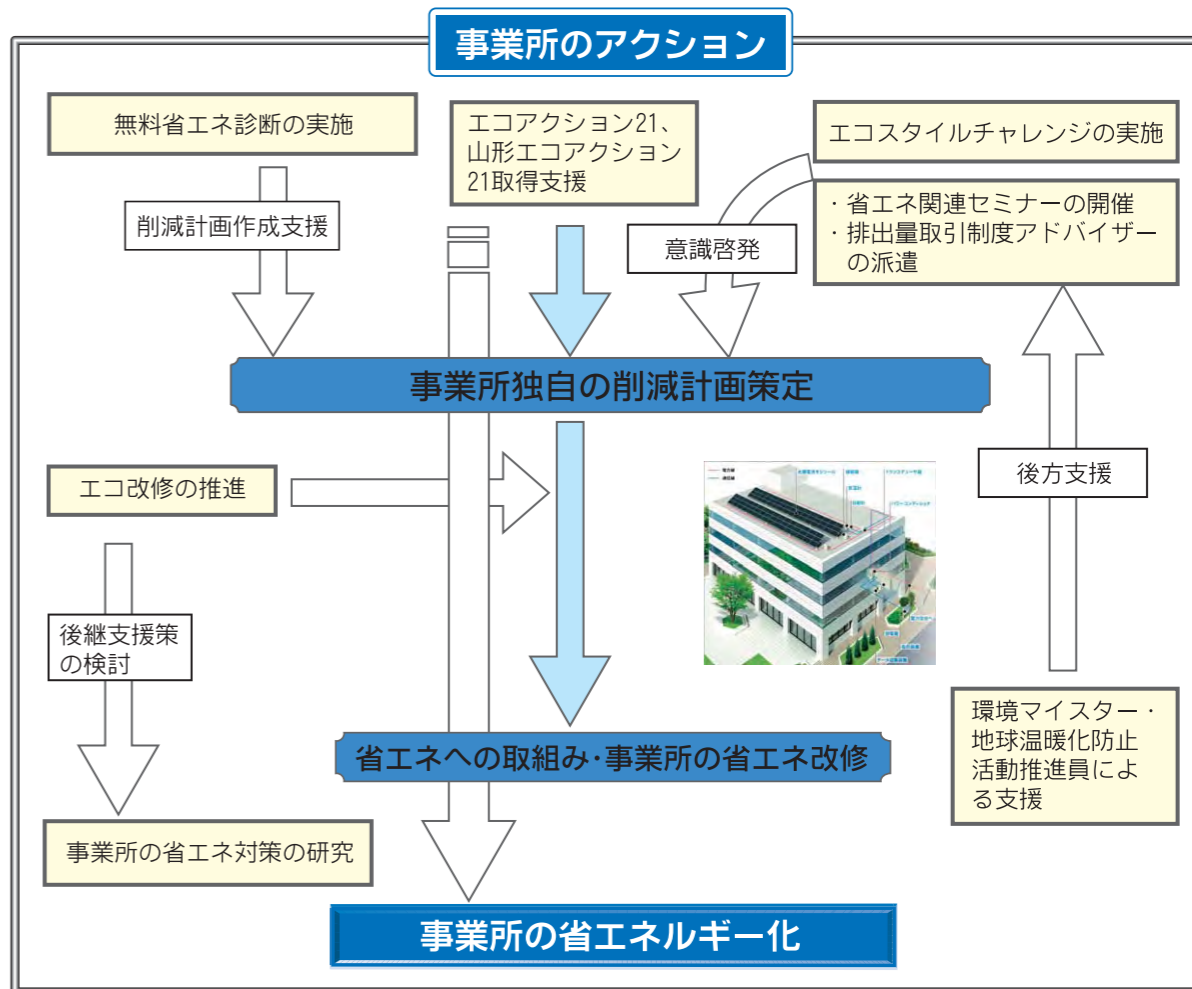 事業所のアクション
無料省エネ診断の実施
エコアクション21、
山形エコアクション
21取得支援
エコスタイルチャレンジの実施
・省エネ関連セミナーの開催
・排出量取引制度アドバイザー
の派遣
削減計画作成支援
意識啓発
事業所独自の削減計画策定
エコ改修の推進
後方支援
後継支援策
の検討
環境マイスター・
地球温暖化防止
活動推進員によ
る支援
省エネへの取組み・事業所の省エネ改修
事業所の省エネ対策の研究
事業所の省エネルギー化